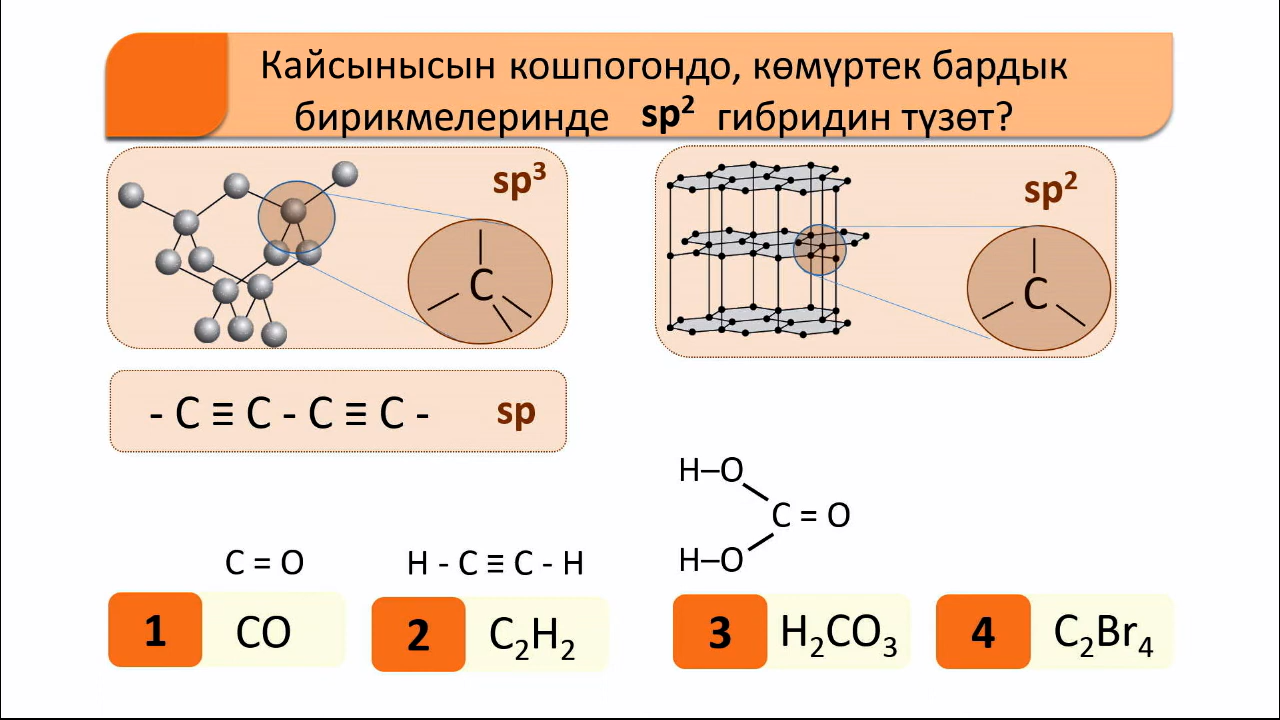 Кайсынысын кошпогондо, көмүртек бардык
бирикмелеринде sp² гибридин түзөт?
sp³
C
sp²
C
- C ≡ C - C ≡ C - sp
H–O
C = O
H–O
C = O
H - C ≡ C - H
1 CO
2 C₂H₂
3 H₂CO₃
4 C₂Br₄